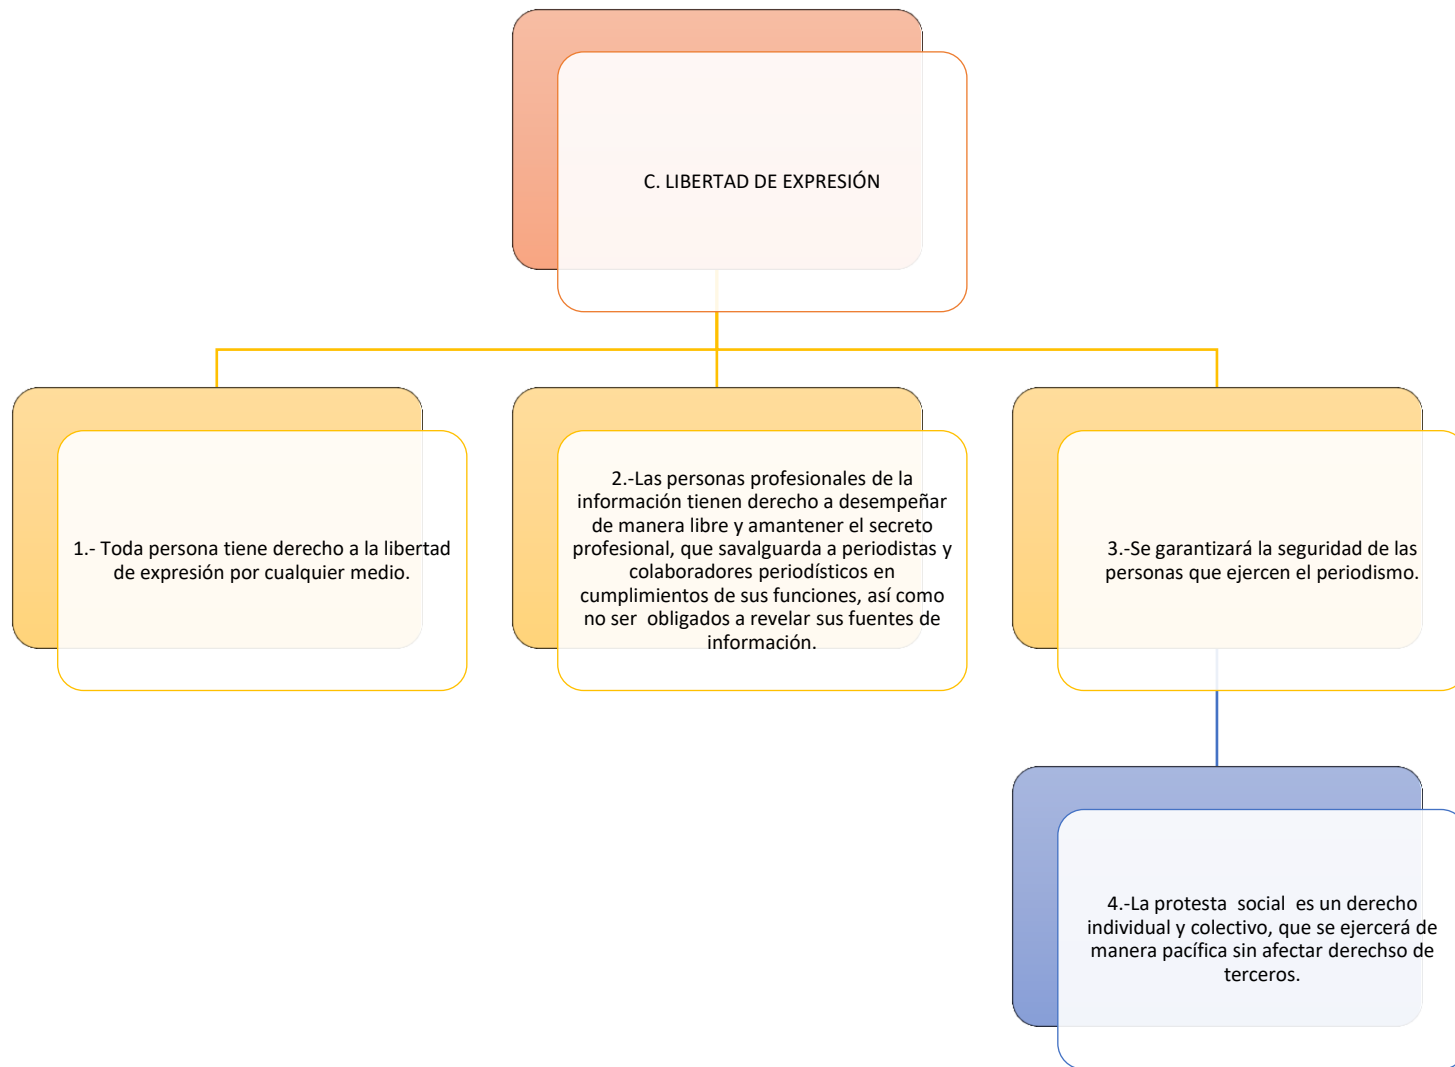 C. LIBERTAD DE EXPRESIÓN
1.- Toda persona tiene derecho a la libertad
de expresión por cualquier medio.
2.-Las personas profesionales de la
información tienen derecho a desempeñar
de manera libre y amantener el secreto
profesional, que savalguarda a periodistas y
colaboradores periodísticos en
cumplimientos de sus funciones, así como
no ser  obligados a revelar sus fuentes de
información.
3.-Se garantizará la seguridad de las
personas que ejercen el periodismo.
4.-La protesta  social  es un derecho
individual y colectivo, que se ejercerá de
manera pacífica sin afectar derechso de
terceros.